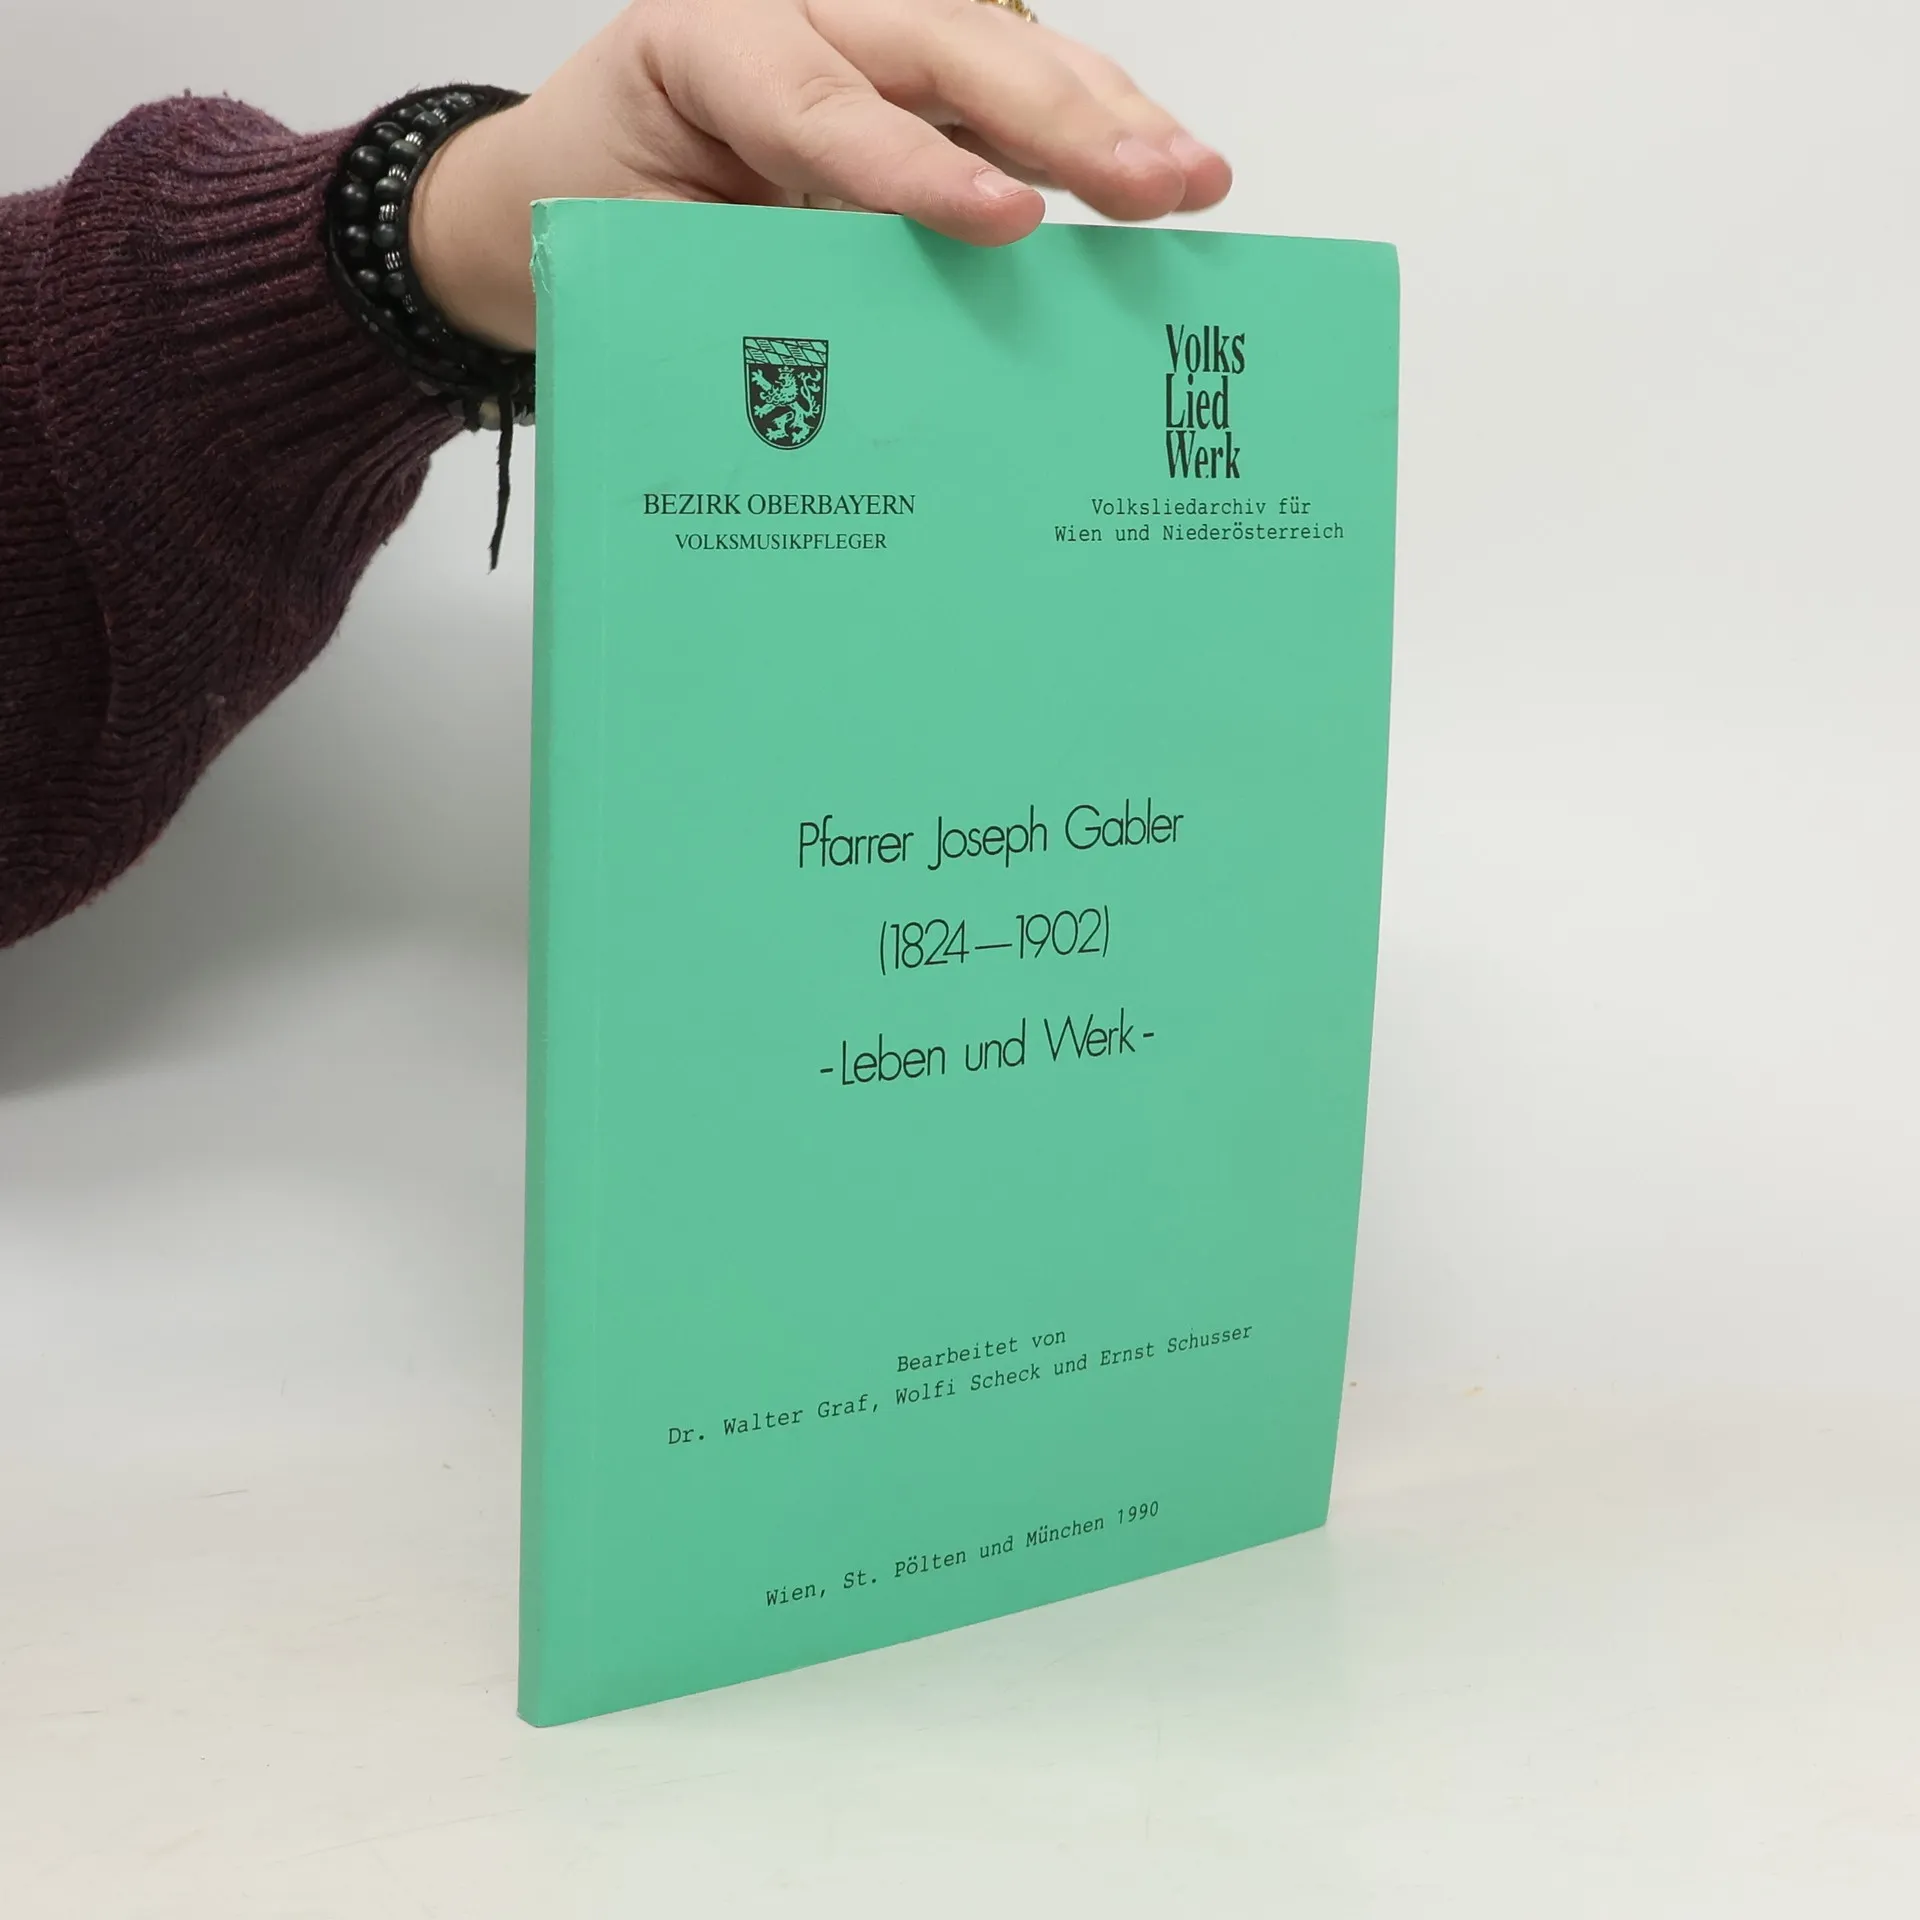 BEZIRK OBERBAYERN
VOLKSMUSIKPFLEGER
Volks
Lied
Werk
Volksliedarchiv für
Wien und Niederösterreich
Pfarrer Joseph Gabler
(1824—1902)
-Leben und Werk-
Bearbeitet von
Dr. Walter Graf, Wolfi Scheck und Ernst Schusser
Wien, St. Pölten und München 1990